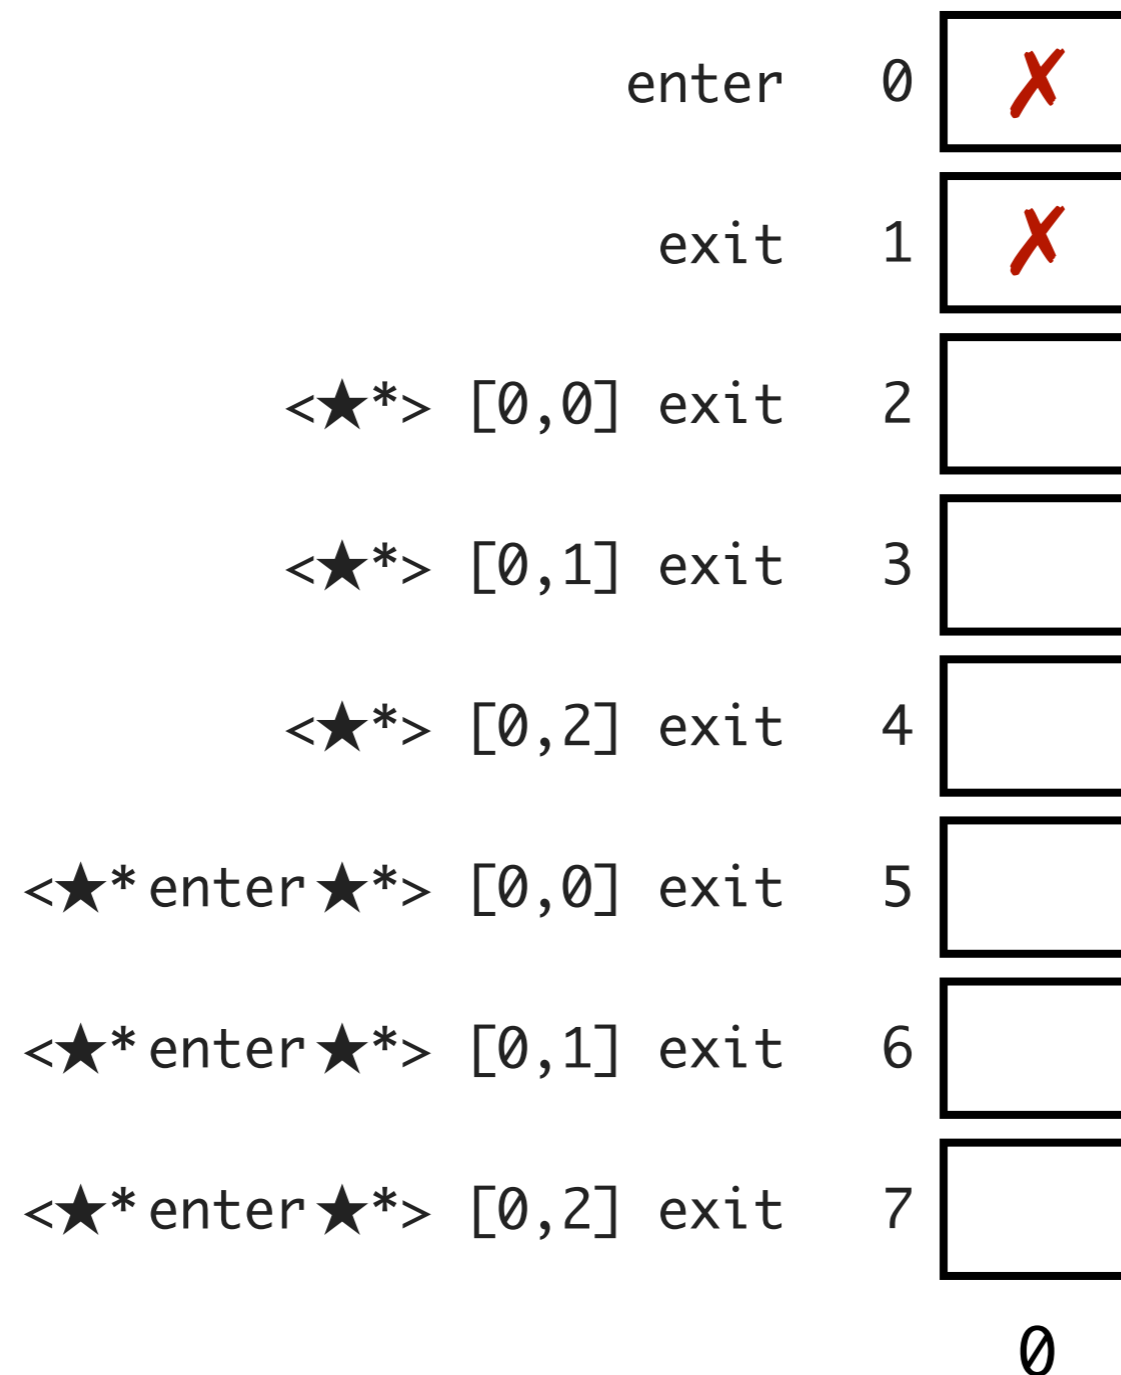 enter 0 ✗
exit 1 ✗
<★*> [0,0] exit 2
<★*> [0,1] exit 3
<★*> [0,2] exit 4
<★*enter★*> [0,0] exit 5
<★*enter★*> [0,1] exit 6
<★*enter★*> [0,2] exit 7
0